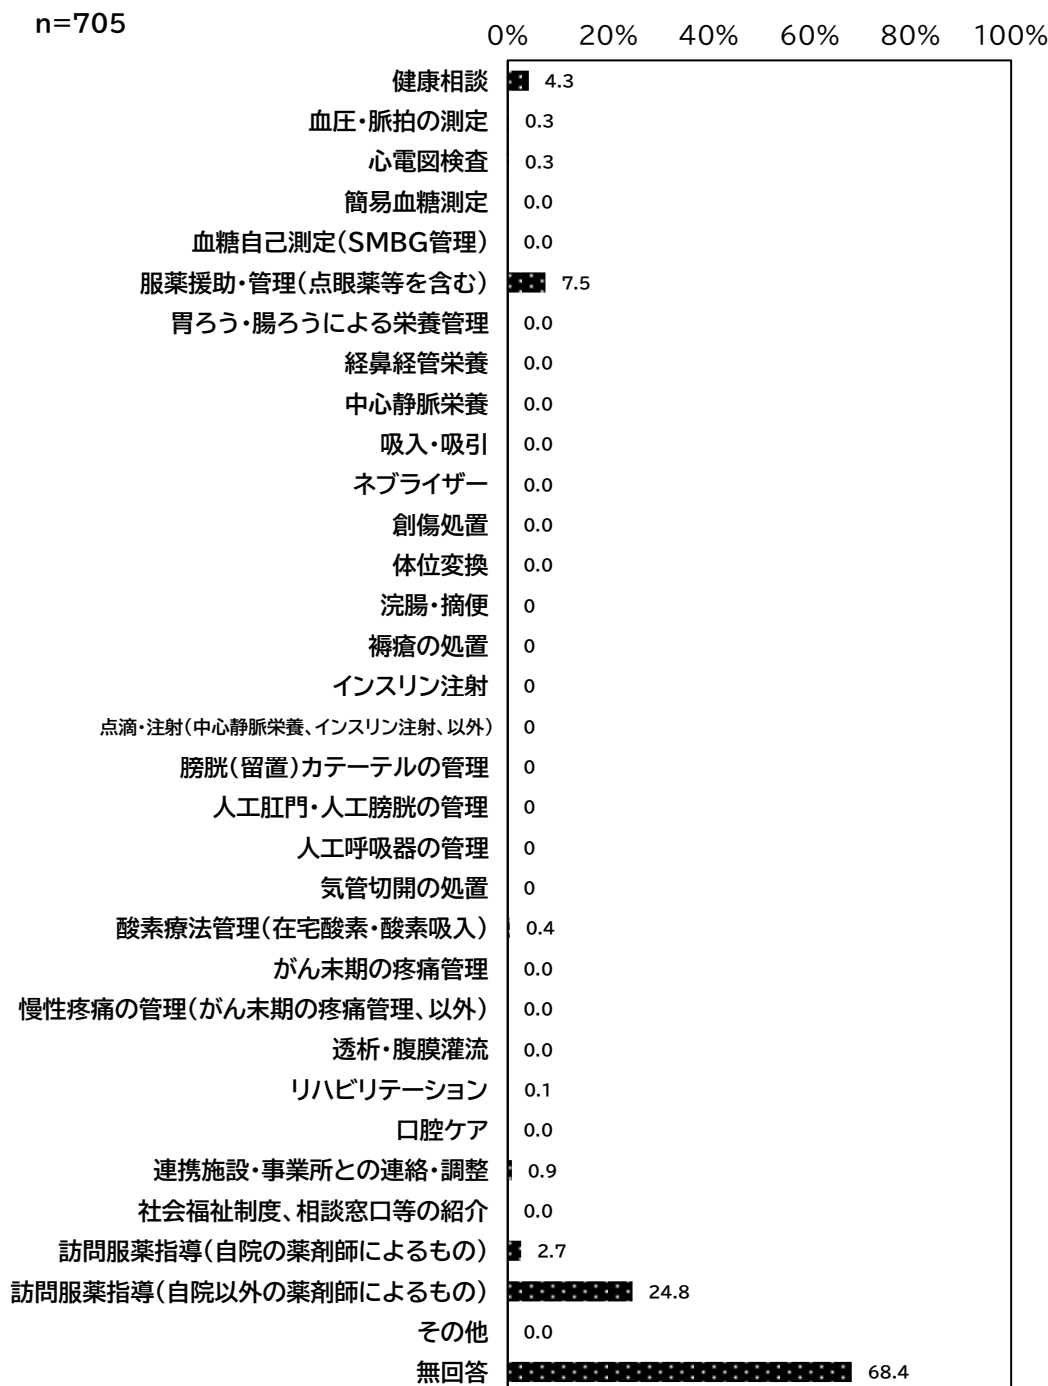 n=705
0% 20% 40% 60% 80% 100%
健康相談 4.3
血圧・脈拍の測定 0.3
心電図検査 0.3
簡易血糖測定 0.0
血糖自己測定(SMBG管理) 0.0
服薬援助・管理(点眼薬等を含む) 7.5
胃ろう・腸ろうによる栄養管理 0.0
経鼻経管栄養 0.0
中心静脈栄養 0.0
吸入・吸引 0.0
ネブライザー 0.0
創傷処置 0.0
体位変換 0.0
浣腸・摘便 0
褥瘡の処置 0
インスリン注射 0
点滴・注射(中心静脈栄養、インスリン注射、以外) 0
膀胱(留置)カテーテルの管理 0
人工肛門・人工膀胱の管理 0
人工呼吸器の管理 0
気管切開の処置 0
酸素療法管理(在宅酸素・酸素吸入) 0.4
がん末期の疼痛管理 0.0
慢性疼痛の管理(がん末期の疼痛管理、以外) 0.0
透析・腹膜灌流 0.0
リハビリテーション 0.1
口腔ケア 0.0
連携施設・事業所との連絡・調整 0.9
社会福祉制度、相談窓口等の紹介 0.0
訪問服薬指導(自院の薬剤師によるもの) 2.7
訪問服薬指導(自院以外の薬剤師によるもの) 24.8
その他 0.0
無回答 68.4